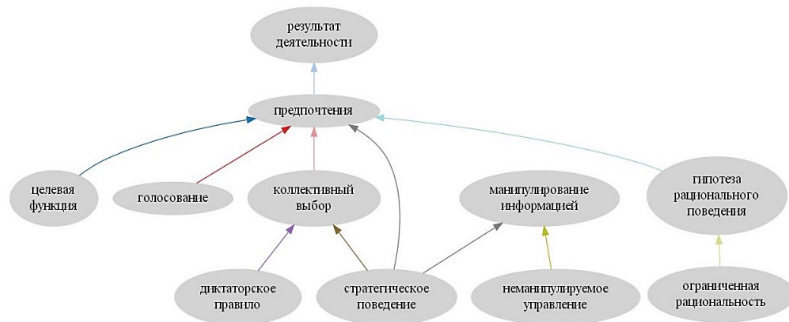 результат
деятельности
предпочтения
целевая
функция
голосование
коллективный
выбор
манипулирование
информацией
гипотеза
рационального
поведения
диктаторское
правило
стратегическое
поведение
неманипулируемое
управление
ограниченная
рациональность